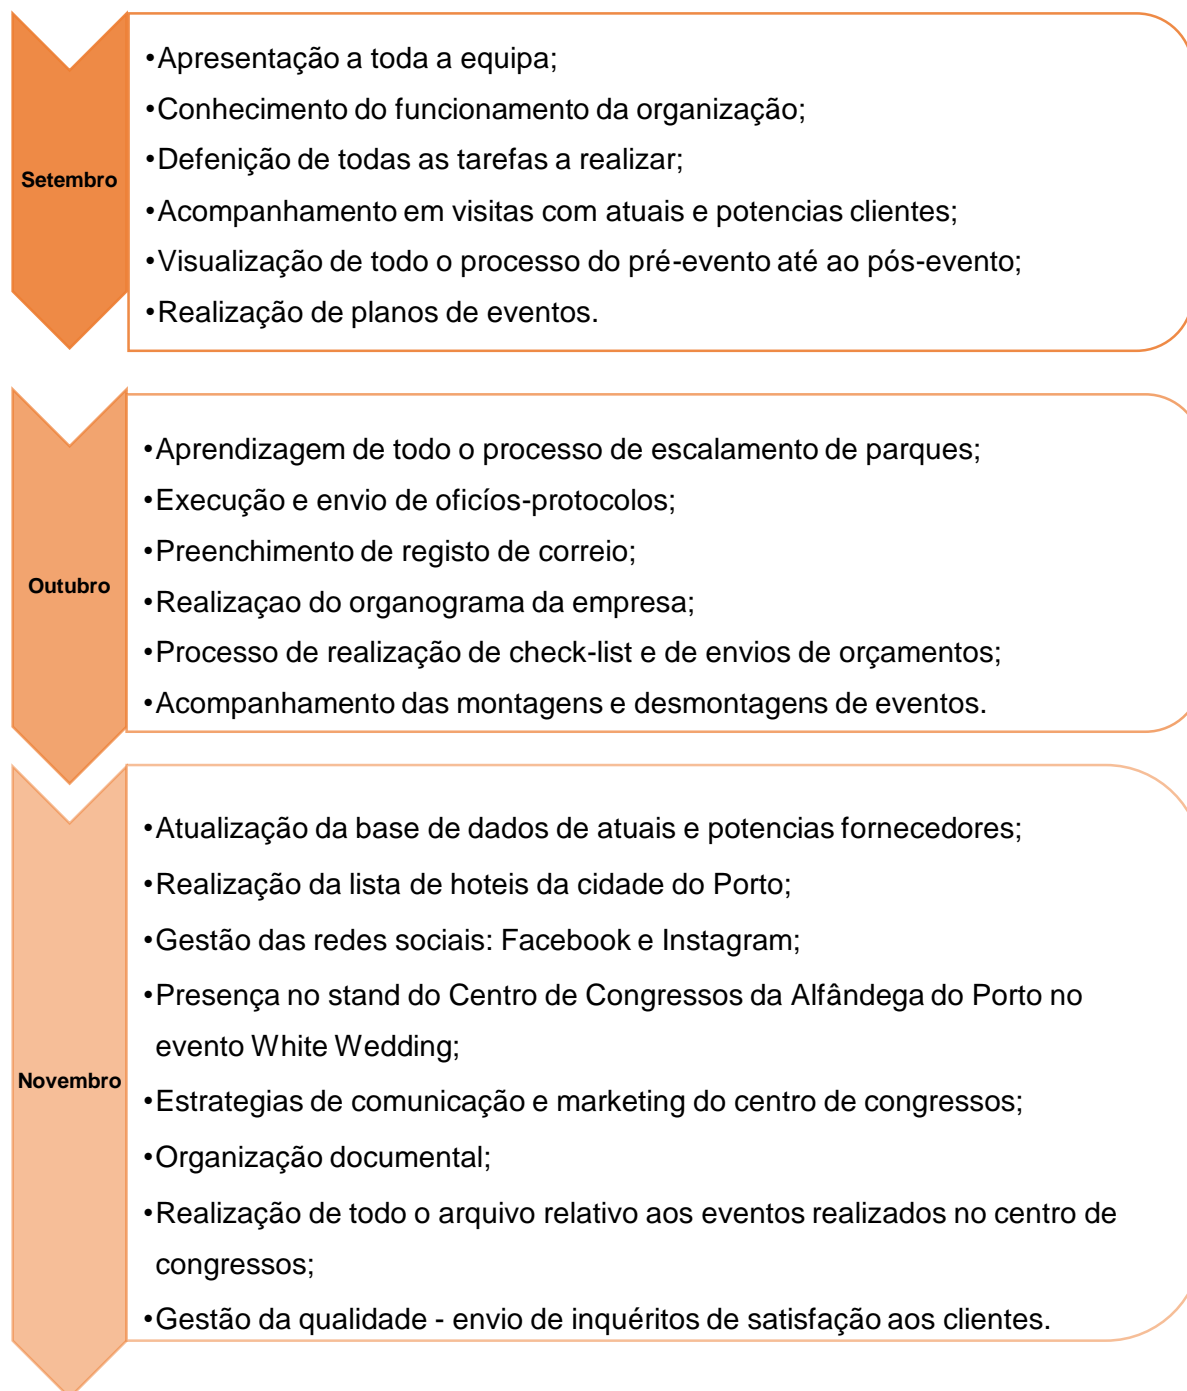 Setembro
•Apresentação a toda a equipa;
•Conhecimento do funcionamento da organização;
•Defenição de todas as tarefas a realizar;
•Acompanhamento em visitas com atuais e potencias clientes;
•Visualização de todo o processo do pré-evento até ao pós-evento;
•Realização de planos de eventos.
Outubro
•Aprendizagem de todo o processo de escalamento de parques;
•Execução e envio de oficíos-protocolos;
•Preenchimento de registo de correio;
•Realizaçao do organograma da empresa;
•Processo de realização de check-list e de envios de orçamentos;
•Acompanhamento das montagens e desmontagens de eventos.
Novembro
•Atualização da base de dados de atuais e potencias fornecedores;
•Realização da lista de hoteis da cidade do Porto;
•Gestão das redes sociais: Facebook e Instagram;
•Presença no stand do Centro de Congressos da Alfândega do Porto no
evento White Wedding;
•Estrategias de comunicação e marketing do centro de congressos;
•Organização documental;
•Realização de todo o arquivo relativo aos eventos realizados no centro de
congressos;
•Gestão da qualidade - envio de inquéritos de satisfação aos clientes.